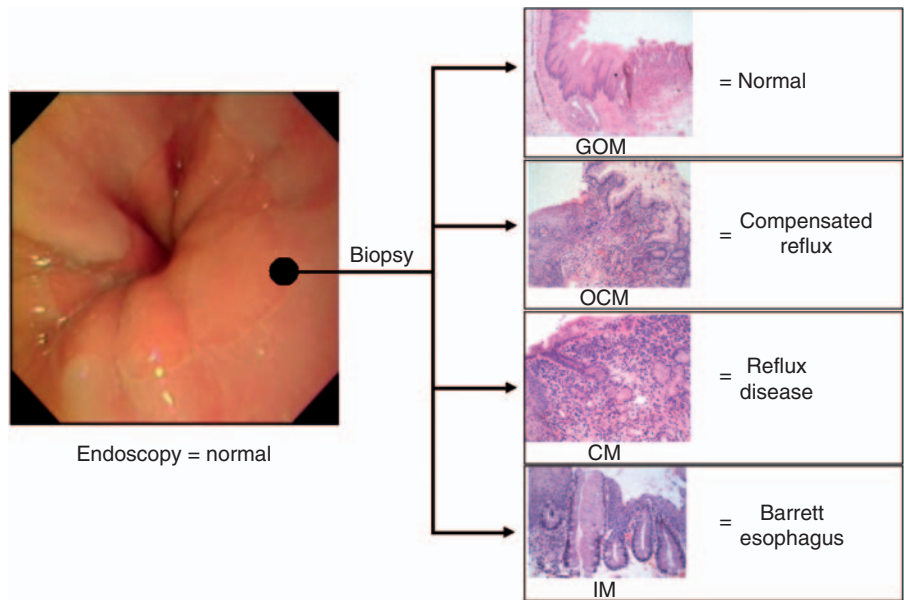 GOM
= Normal
Biopsy
OCM
= Compensated
reflux
CM
= Reflux
disease
IM
= Barrett
esophagus
Endoscopy = normal